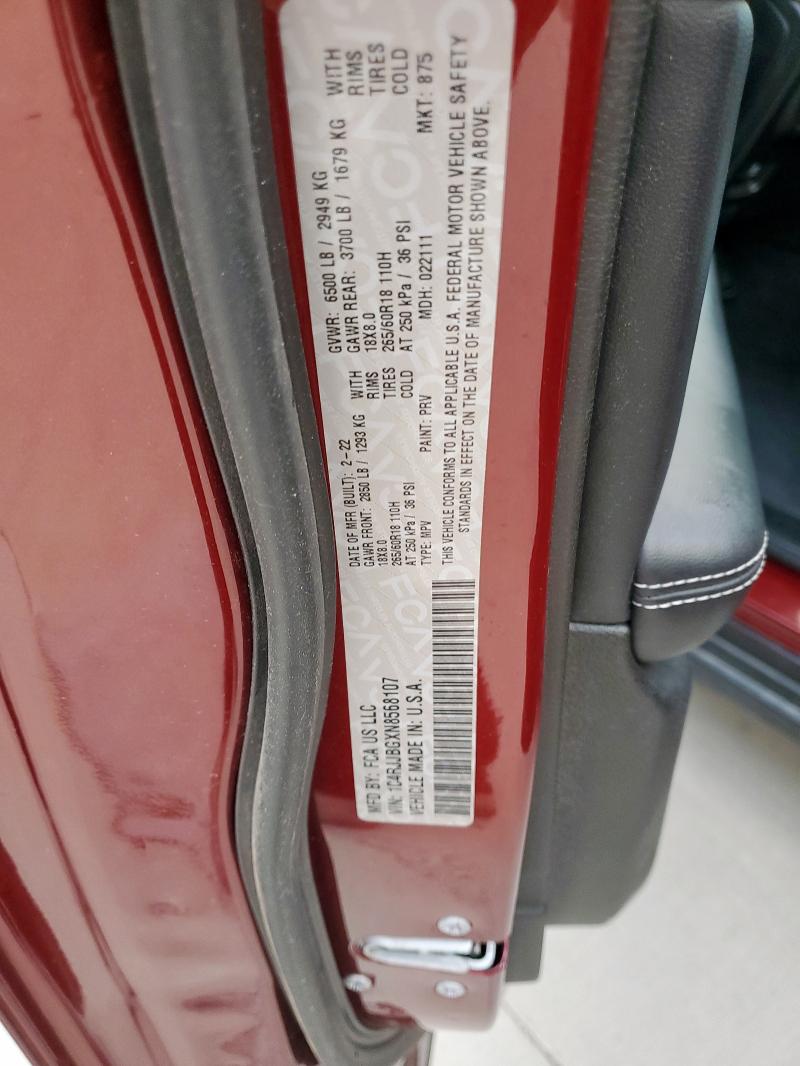 MFD BY: FCA US LLC
DATE OF MFR (BUILT): 2-22
GVWR: 6500 LB / 2949 KG
GAWR FRONT: 2850 LB / 1293 KG WITH
18X8.0 RIMS
265/60R18 110H TIRES
AT 250 kPa / 36 PSI COLD
GAWR REAR: 3700 LB / 1679 KG WITH
18X8.0 RIMS
265/60R18 110H TIRES
AT 250 kPa / 36 PSI COLD
VIN: 1C4RJJBGXN8568107
TYPE: MPV
PAINT: PRV
MDH: 022111
MKT: 875
VEHICLE MADE IN: U.S.A.
THIS VEHICLE CONFORMS TO ALL APPLICABLE U.S.A. FEDERAL MOTOR VEHICLE SAFETY
STANDARDS IN EFFECT ON THE DATE OF MANUFACTURE SHOWN ABOVE.